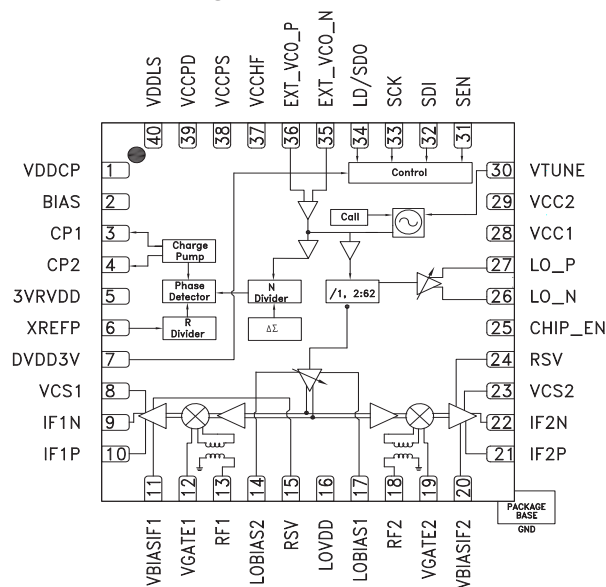 VDDLS
VCCPD
VCCPS
VCCHF
EXT_VCO_P
EXT_VCO_N
LD/SDO
SCK
SDI
SEN
40
39
38
37
36
35
34
33
32
31
VDDCP 1
BIAS 2
CP1 3
CP2 4
3VRVDD 5
XREFP 6
DVDD3V 7
VCS1 8
IF1N 9
IF1P 10
Control
Call
Charge
Pump
Phase
Detector
R
Divider
N
Divider
ΔΣ
/1, 2:62
30 VTUNE
29 VCC2
28 VCC1
27 LO_P
26 LO_N
25 CHIP_EN
24 RSV
23 VCS2
22 IF2N
21 IF2P
11
12
13
14
15
16
17
18
19
20
VBIASIF1
VGATE1
RF1
LOBIAS2
RSV
LOVDD
LOBIAS1
RF2
VGATE2
VBIASIF2
PACKAGE
BASE
GND